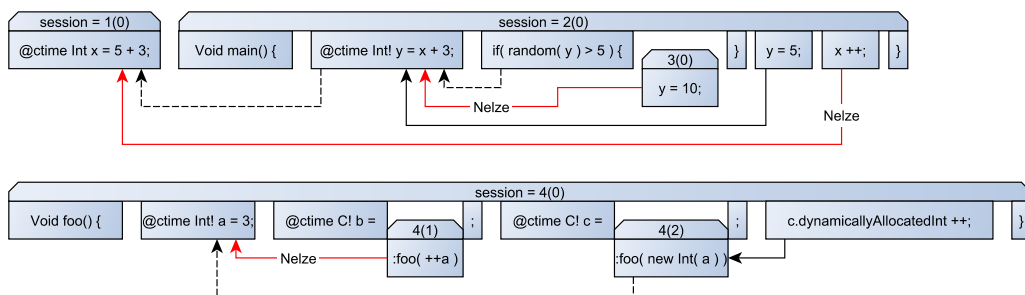 session = 1(0)
session = 2(0)
@ctime Int x = 5 + 3;
Void main() {
@ctime Int! y = x + 3;
if( random( y ) > 5 ) {
}
y = 5;
x ++;
}
3(0)
y = 10;
Nelze
Nelze
session = 4(0)
Void foo() {
@ctime Int! a = 3;
@ctime C! b =
;
@ctime C! c =
;
c.dynamicallyAllocatedInt ++;
}
4(1)
4(2)
Nelze
:foo( ++a )
:foo( new Int( a ) )